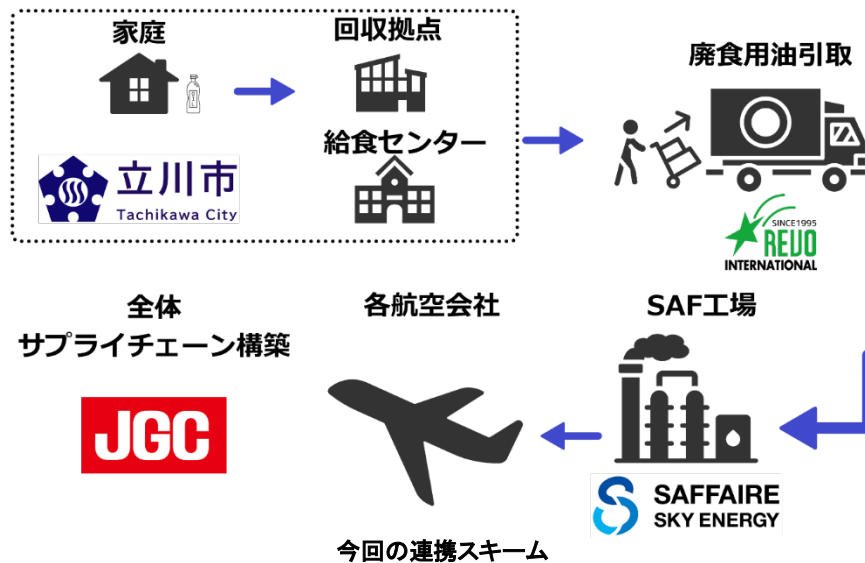 家庭
回収拠点
廃食用油引取
給食センター
立川市
Tachikawa City
SINCE1995
REVO
INTERNATIONAL
全体
サプライチェーン構築
各航空会社
SAF工場
JGC
SAFFAIRE
SKY ENERGY
今回の連携スキーム